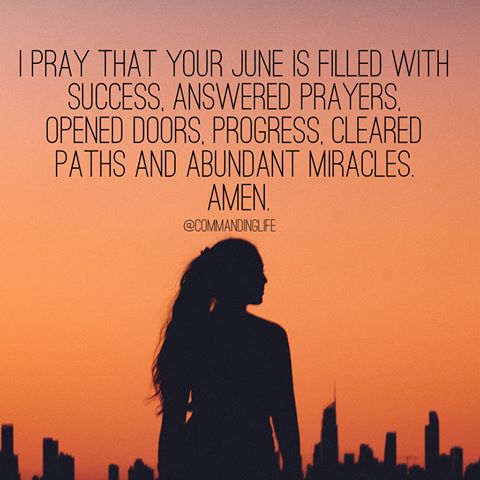 I PRAY THAT YOUR JUNE IS FILLED WITH
SUCCESS, ANSWERED PRAYERS,
OPENED DOORS, PROGRESS, CLEARED
PATHS AND ABUNDANT MIRACLES.
AMEN.
@COMMANDINGLIFE